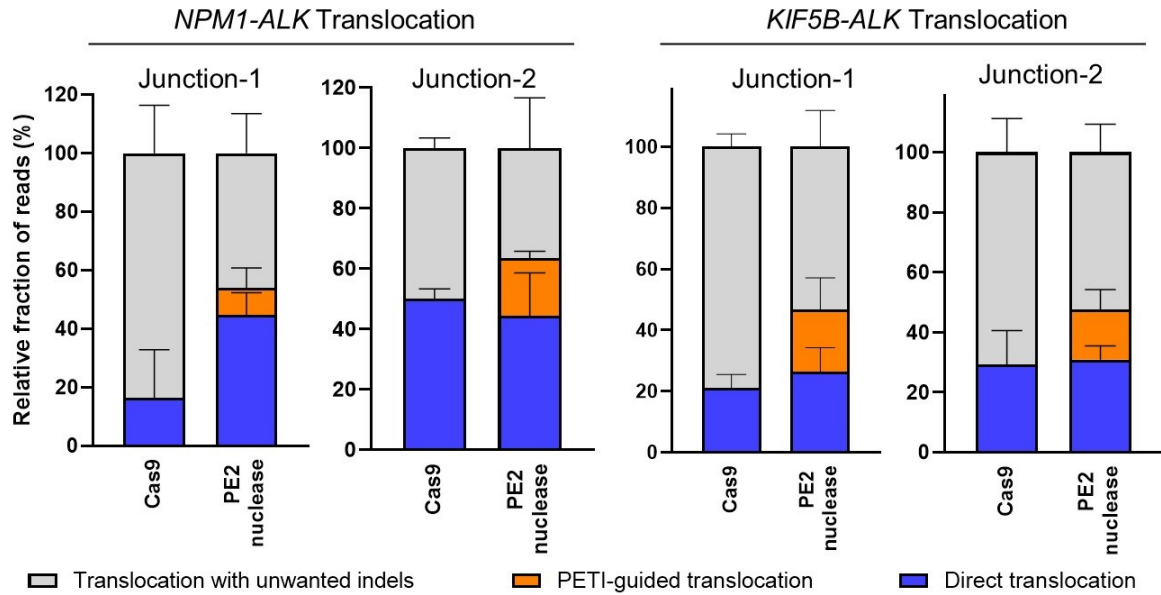 NPM1-ALK Translocation
KIF5B-ALK Translocation
Junction-1
Junction-2
Junction-1
Junction-2
Relative fraction of reads (%)
120
100
80
60
40
20
0
120
100
80
60
40
20
0
100
80
60
40
20
0
100
80
60
40
20
0
Cas9
PE2
nuclease
Cas9
PE2
nuclease
Cas9
PE2
nuclease
Cas9
PE2
nuclease
Translocation with unwanted indels
PETI-guided translocation
Direct translocation